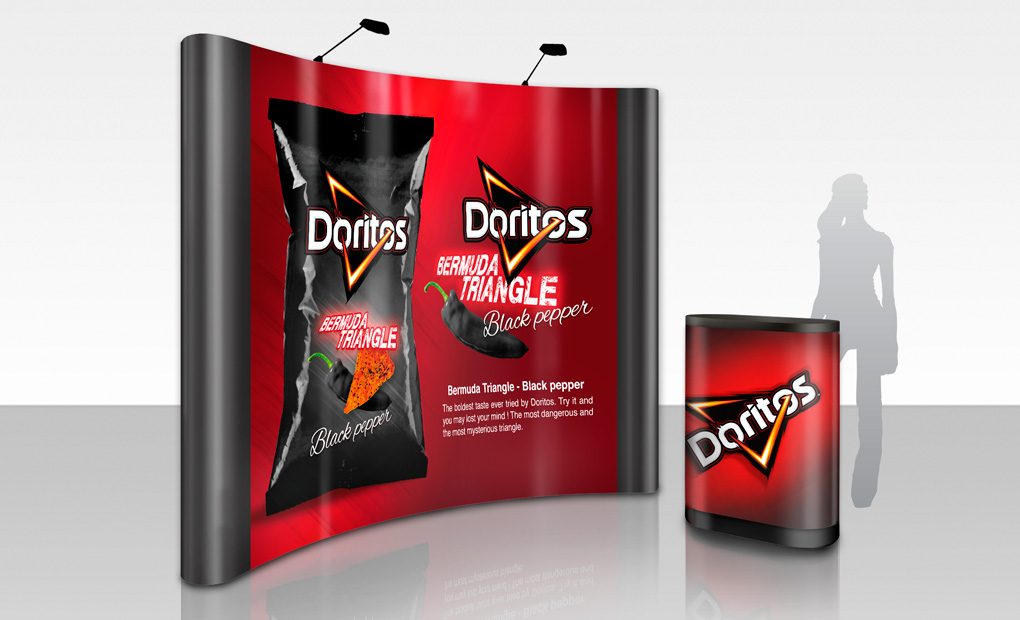 Doritos
BERMUDA
TRIANGLE
Black pepper
Doritos
BERMUDA
TRIANGLE
Black pepper
Bermuda Triangle - Black pepper
The boldest taste ever tried by Doritos. Try it and
you may lost your mind ! The most dangerous and
the most mysterious triangle.
Doritos